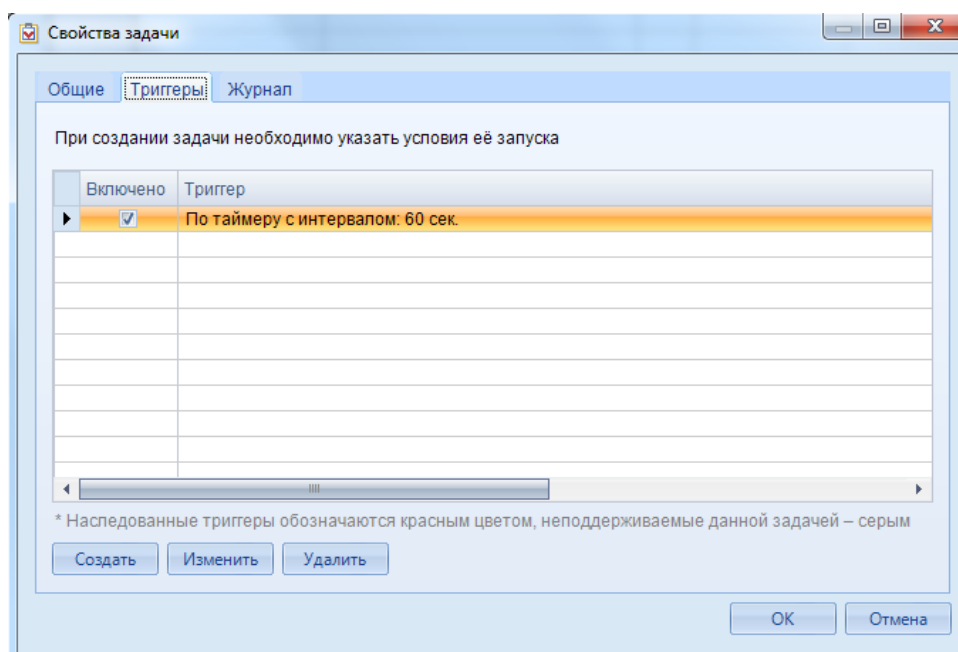 Свойства задачи
Общие Триггеры Журнал
При создании задачи необходимо указать условия её запуска
Включено Триггер
По таймеру с интервалом: 60 сек.
* Наследованные триггеры обозначаются красным цветом, неподдерживаемые данной задачей – серым
Создать Изменить Удалить
OK Отмена